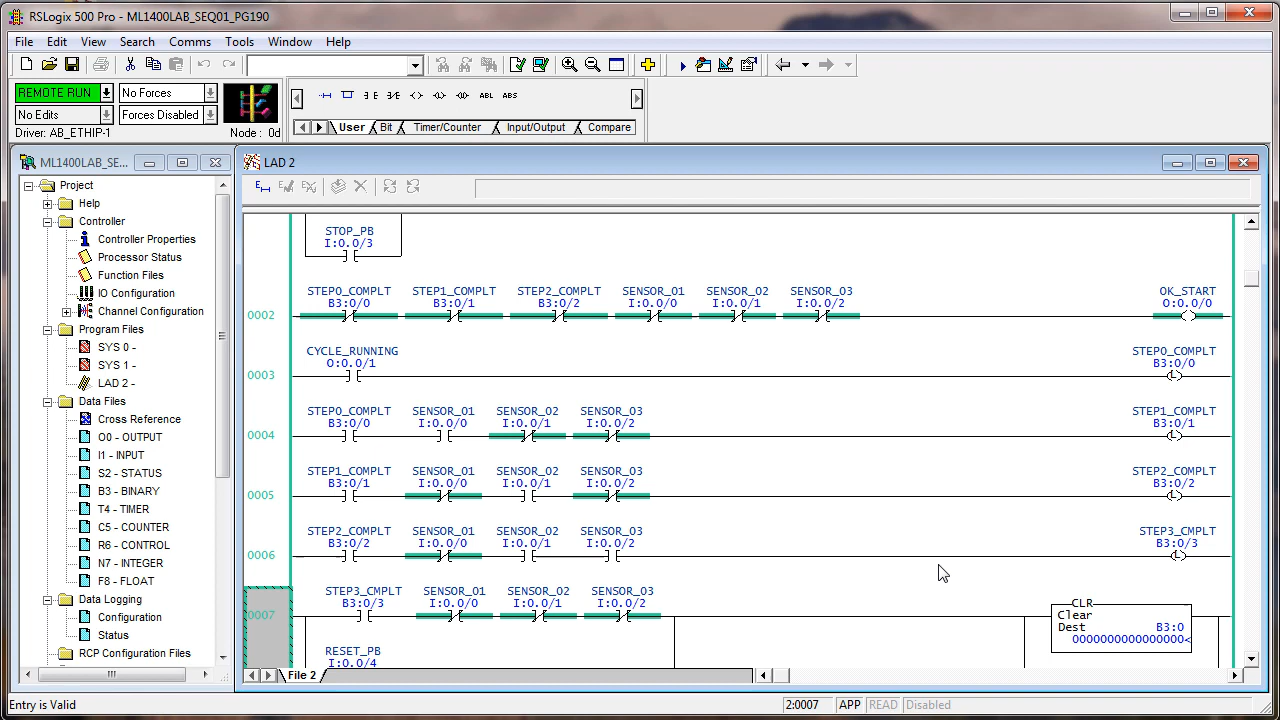 RSLogix 500 Pro - ML1400LAB_SEQ01_PG190
File Edit View Search Comms Tools Window Help
REMOTE RUN No Forces
No Edits Forces Disabled
Driver: AB_ETHIP-1 Node : 0d
ABL ABS
User Bit Timer/Counter Input/Output Compare
ML1400LAB_SE...
Project
Help
Controller
Controller Properties
Processor Status
Function Files
IO Configuration
Channel Configuration
Program Files
SYS 0 -
SYS 1 -
LAD 2 -
Data Files
Cross Reference
O0 - OUTPUT
I1 - INPUT
S2 - STATUS
B3 - BINARY
T4 - TIMER
C5 - COUNTER
R6 - CONTROL
N7 - INTEGER
F8 - FLOAT
Data Logging
Configuration
Status
RCP Configuration Files
LAD 2
STOP_PB
I:0.0/3
STEP0_COMPLT STEP1_COMPLT STEP2_COMPLT SENSOR_01 SENSOR_02 SENSOR_03 OK_START
B3:0/0 B3:0/1 B3:0/2 I:0.0/0 I:0.0/1 I:0.0/2 O:0.0/0
0002
CYCLE_RUNNING STEP0_COMPLT
O:0.0/1 B3:0/0
0003 L
STEP0_COMPLT SENSOR_01 SENSOR_02 SENSOR_03 STEP1_COMPLT
B3:0/0 I:0.0/0 I:0.0/1 I:0.0/2 B3:0/1
0004 L
STEP1_COMPLT SENSOR_01 SENSOR_02 SENSOR_03 STEP2_COMPLT
B3:0/1 I:0.0/0 I:0.0/1 I:0.0/2 B3:0/2
0005 L
STEP2_COMPLT SENSOR_01 SENSOR_02 SENSOR_03 STEP3_CMPLT
B3:0/2 I:0.0/0 I:0.0/1 I:0.0/2 B3:0/3
0006 L
STEP3_CMPLT SENSOR_01 SENSOR_02 SENSOR_03 CLR
B3:0/3 I:0.0/0 I:0.0/1 I:0.0/2 Clear
Dest B3:0
0007 0000000000000000<
RESET_PB
I:0.0/4
File 2
Entry is Valid 2:0007 APP READ Disabled